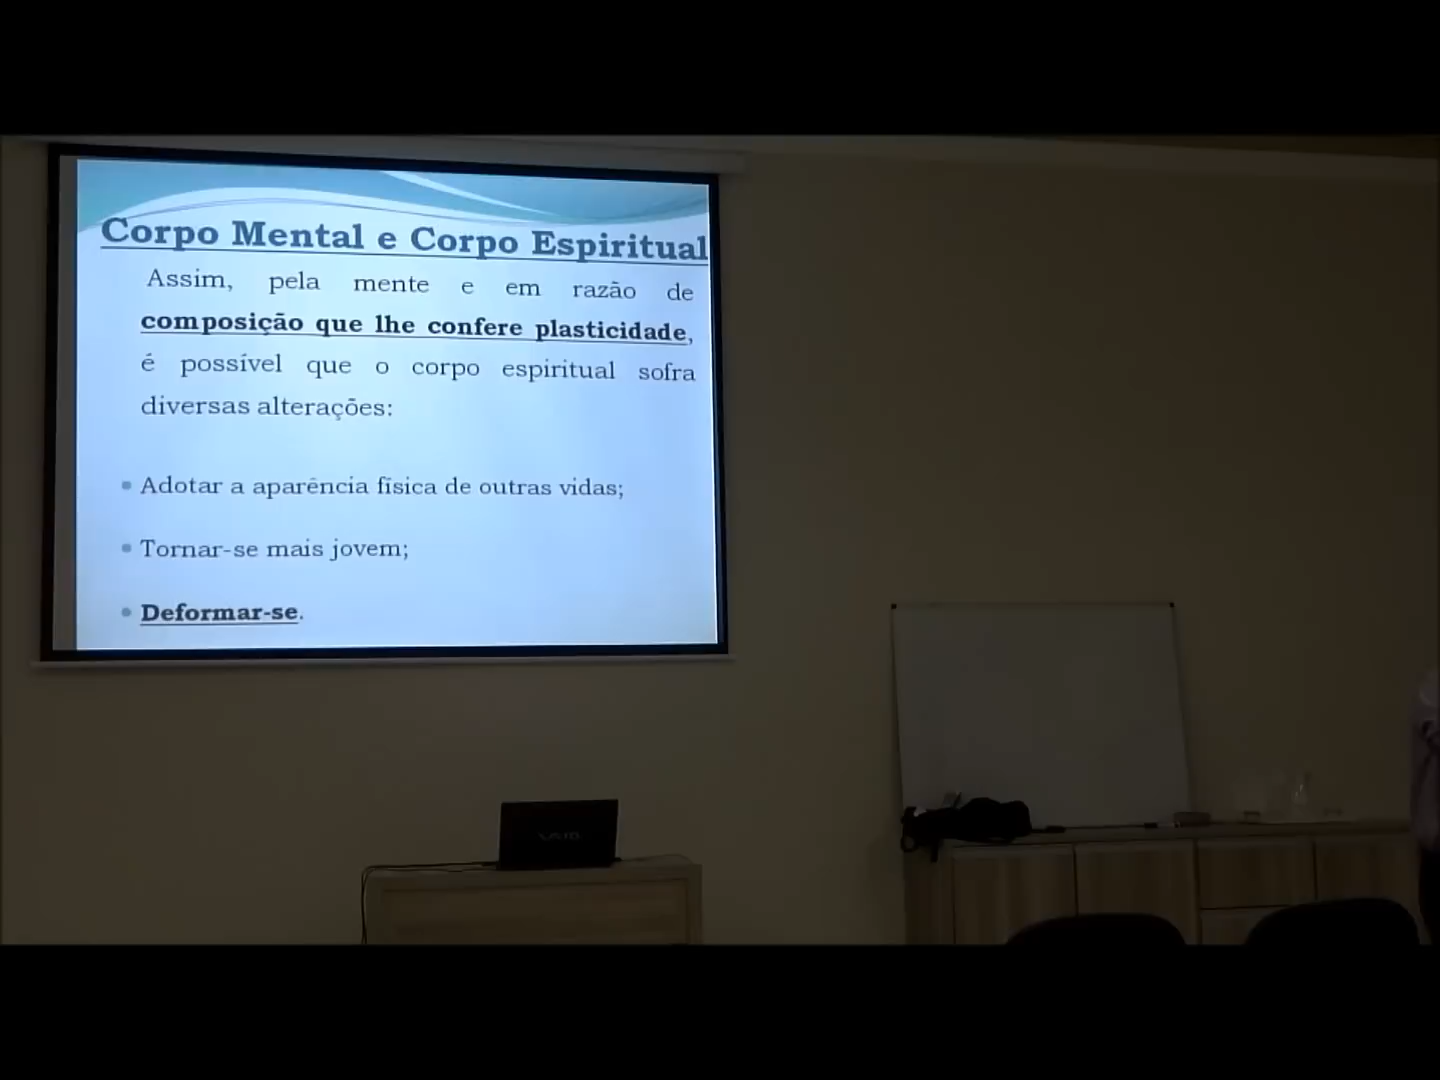 Corpo Mental e Corpo Espiritual
Assim, pela mente e em razão de
composição que lhe confere plasticidade,
é possível que o corpo espiritual sofra
diversas alterações:
Adotar a aparência física de outras vidas;
Tornar-se mais jovem;
Deformar-se.
VAIO